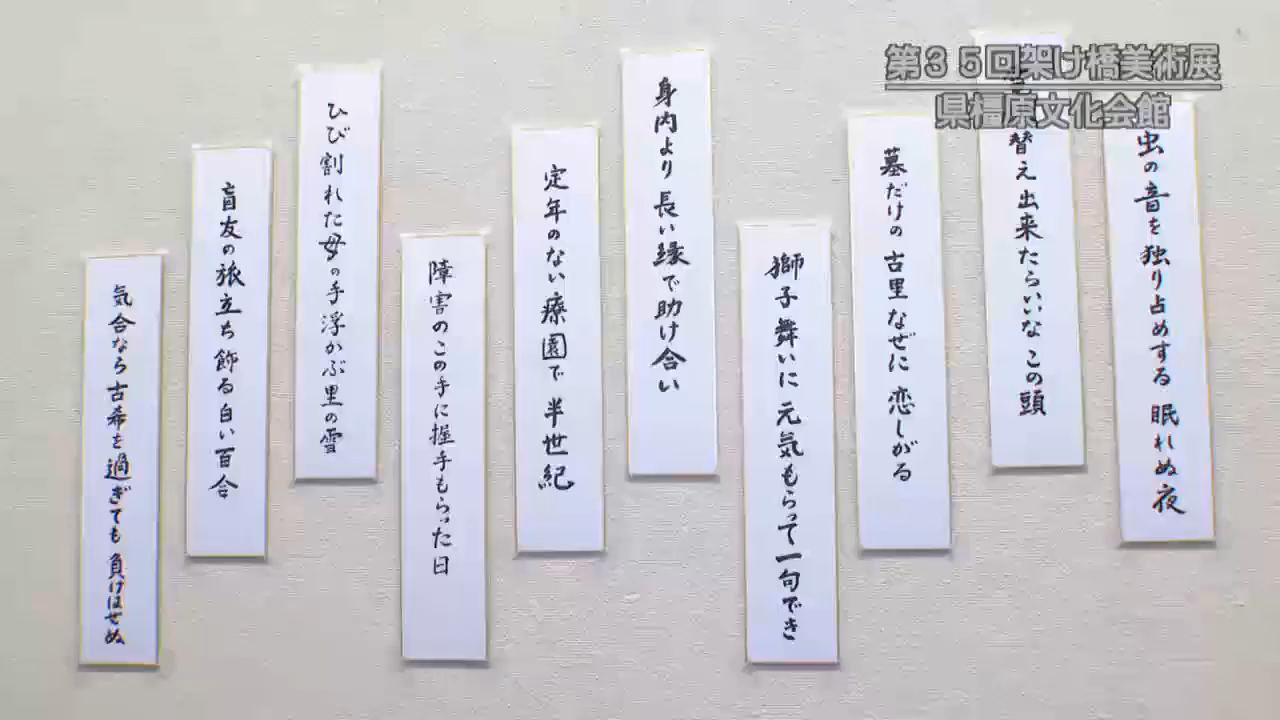 第３５回架け橋美術展
県橿原文化会館
虫の音を 独り占めする 眠れぬ夜
替え出来たらいいな この頭
墓だけの 古里なぜに 恋しがる
獅子舞いに 元気もらって 一句でき
身内より 長い縁で 助け合い
定年のない 療園で 半世紀
障害のこの手に握手もらった日
ひび割れた母の手浮かぶ里の雪
盲友の旅立ち 飾る白い百合
気合なら 古希を過ぎても 負けはせぬ